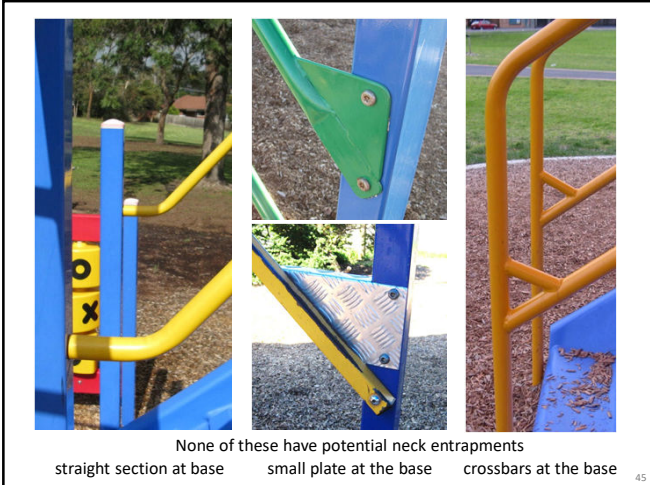 O
X
None of these have potential neck entrapments
straight section at base small plate at the base crossbars at the base
45